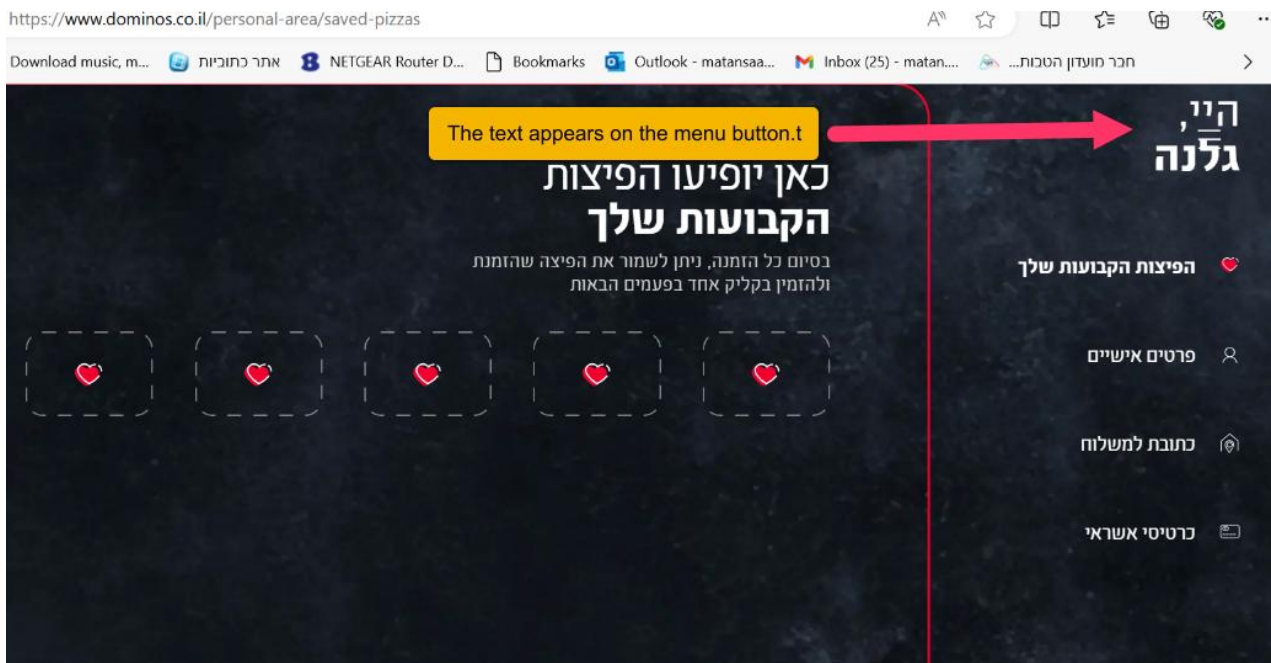 https://www.dominos.co.il/personal-area/saved-pizzas
Download music, m...
אתר כתוביות
NETGEAR Router D...
Bookmarks
Outlook - matansaa...
Inbox (25) - matan....
חבר מועדון הטבות...
The text appears on the menu button.t
היי,
גלנה
כאן יופיעו הפיצות
הקבועות שלך
בסיום כל הזמנה, ניתן לשמור את הפיצה שהזמנת
ולהזמין בקליק אחד בפעמים הבאות
הפיצות הקבועות שלך
פרטים אישיים
כתובת למשלוח
כרטיסי אשראי